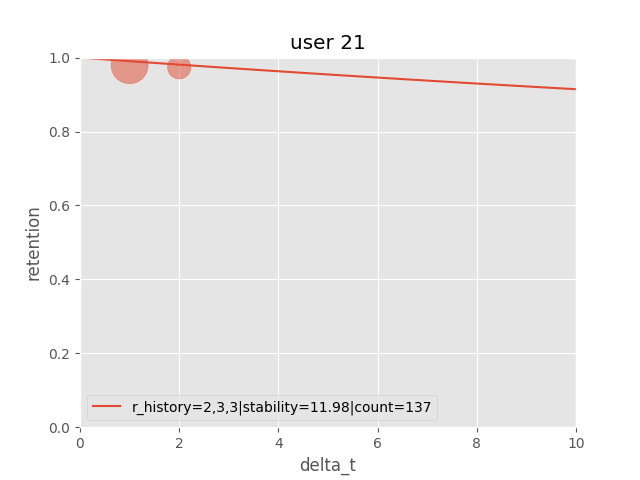 user 21
retention
1.0
0.8
0.6
0.4
0.2
0.0
r_history=2,3,3|stability=11.98|count=137
0 2 4 6 8 10
delta_t